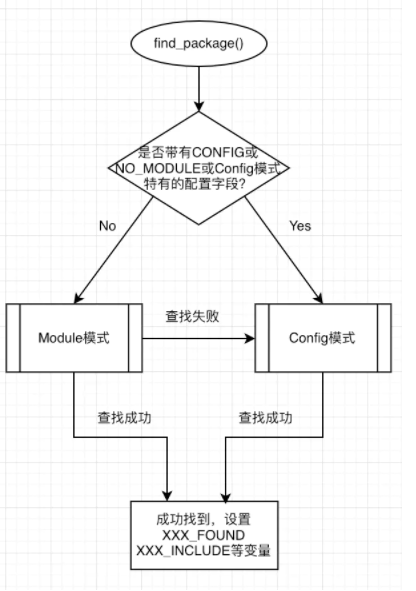 find_package()
是否带有CONFIG或
NO_MODULE或Config模式
特有的配置字段?
No
Yes
Module模式
查找失败
Config模式
查找成功
查找成功
成功找到，设置
XXX_FOUND
XXX_INCLUDE等变量